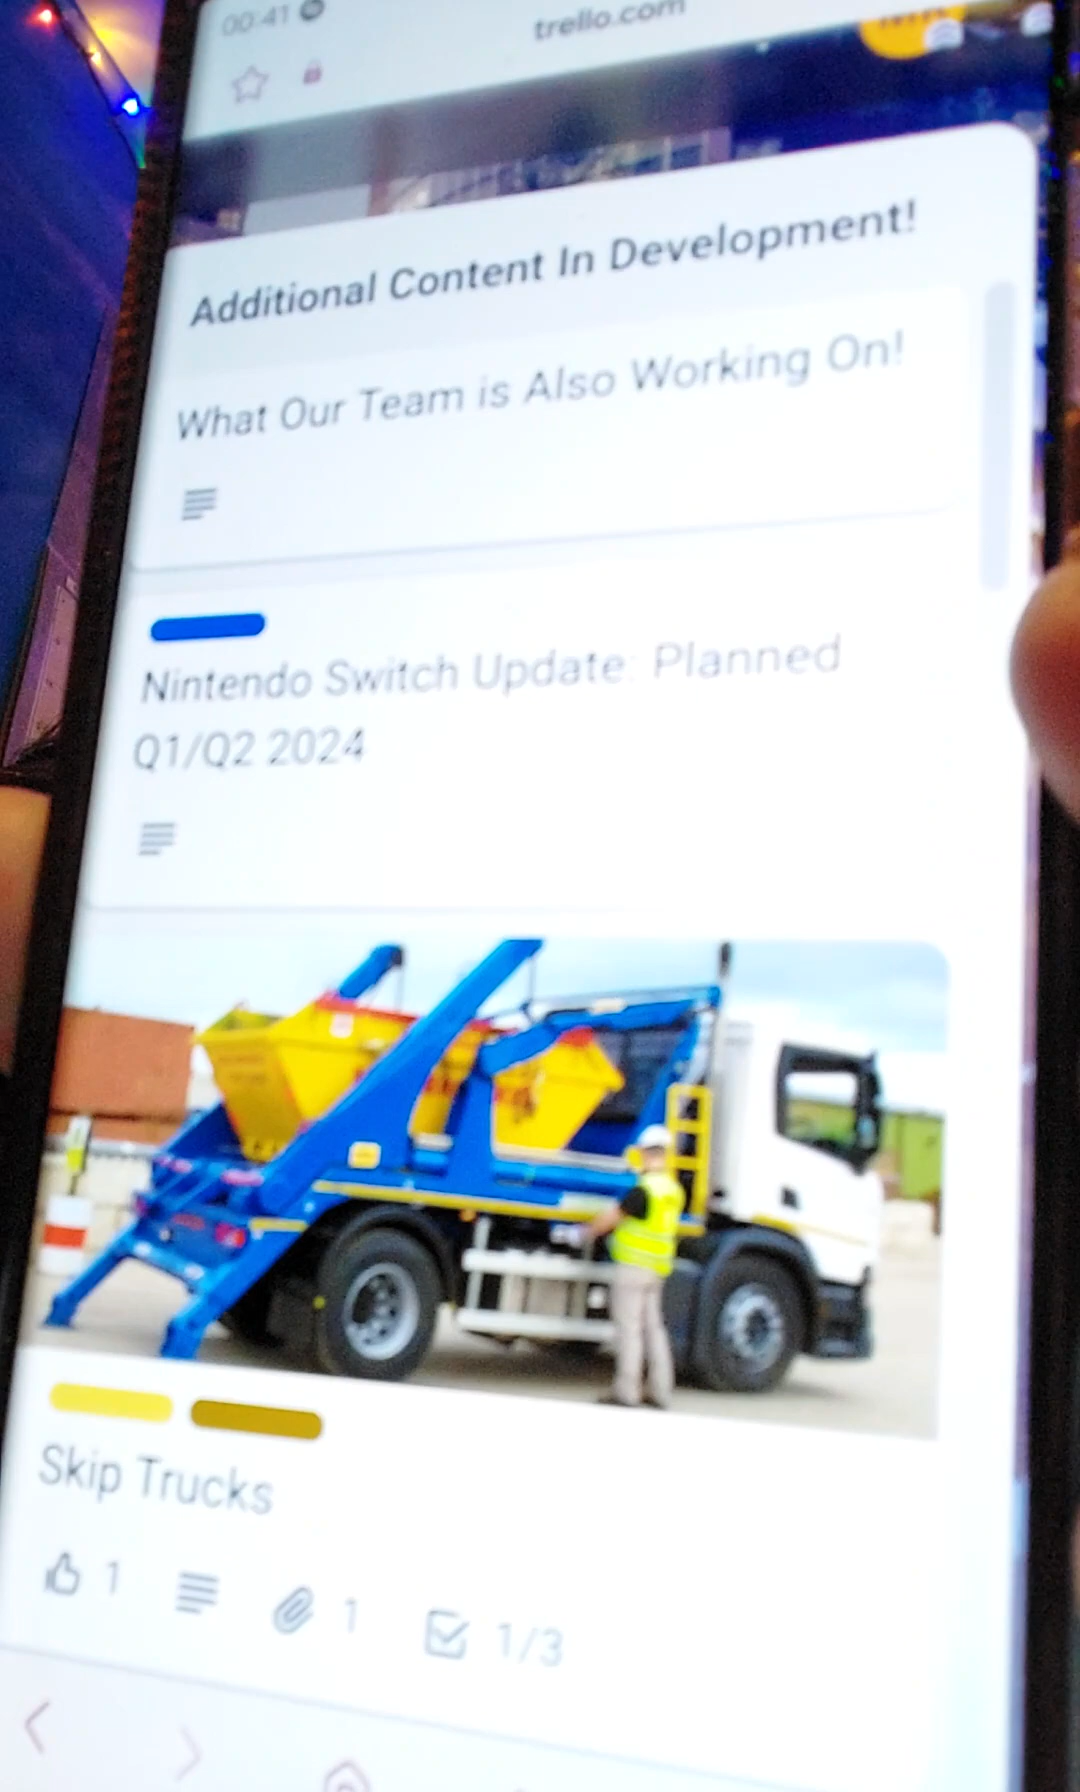 00:41
trello.com
Additional Content In Development!
What Our Team is Also Working On!
Nintendo Switch Update: Planned
Q1/Q2 2024
Skip Trucks
1
1
1/3